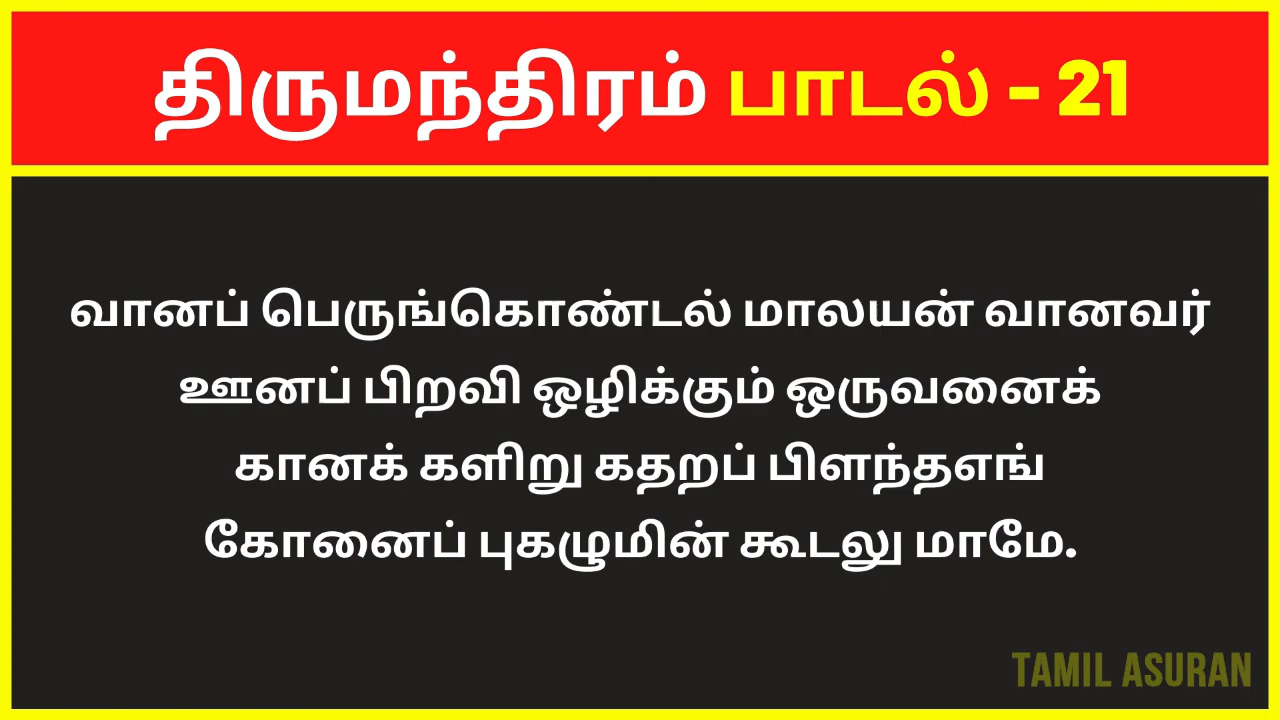 திருமந்திரம் பாடல் - 21
வானப் பெருங்கொண்டல் மாலயன் வானவர்
ஊனப் பிறவி ஒழிக்கும் ஒருவனைக்
கானக் களிறு கதறப் பிளந்தஎங்
கோனைப் புகழுமின் கூடலு மாமே.
TAMIL ASURAN